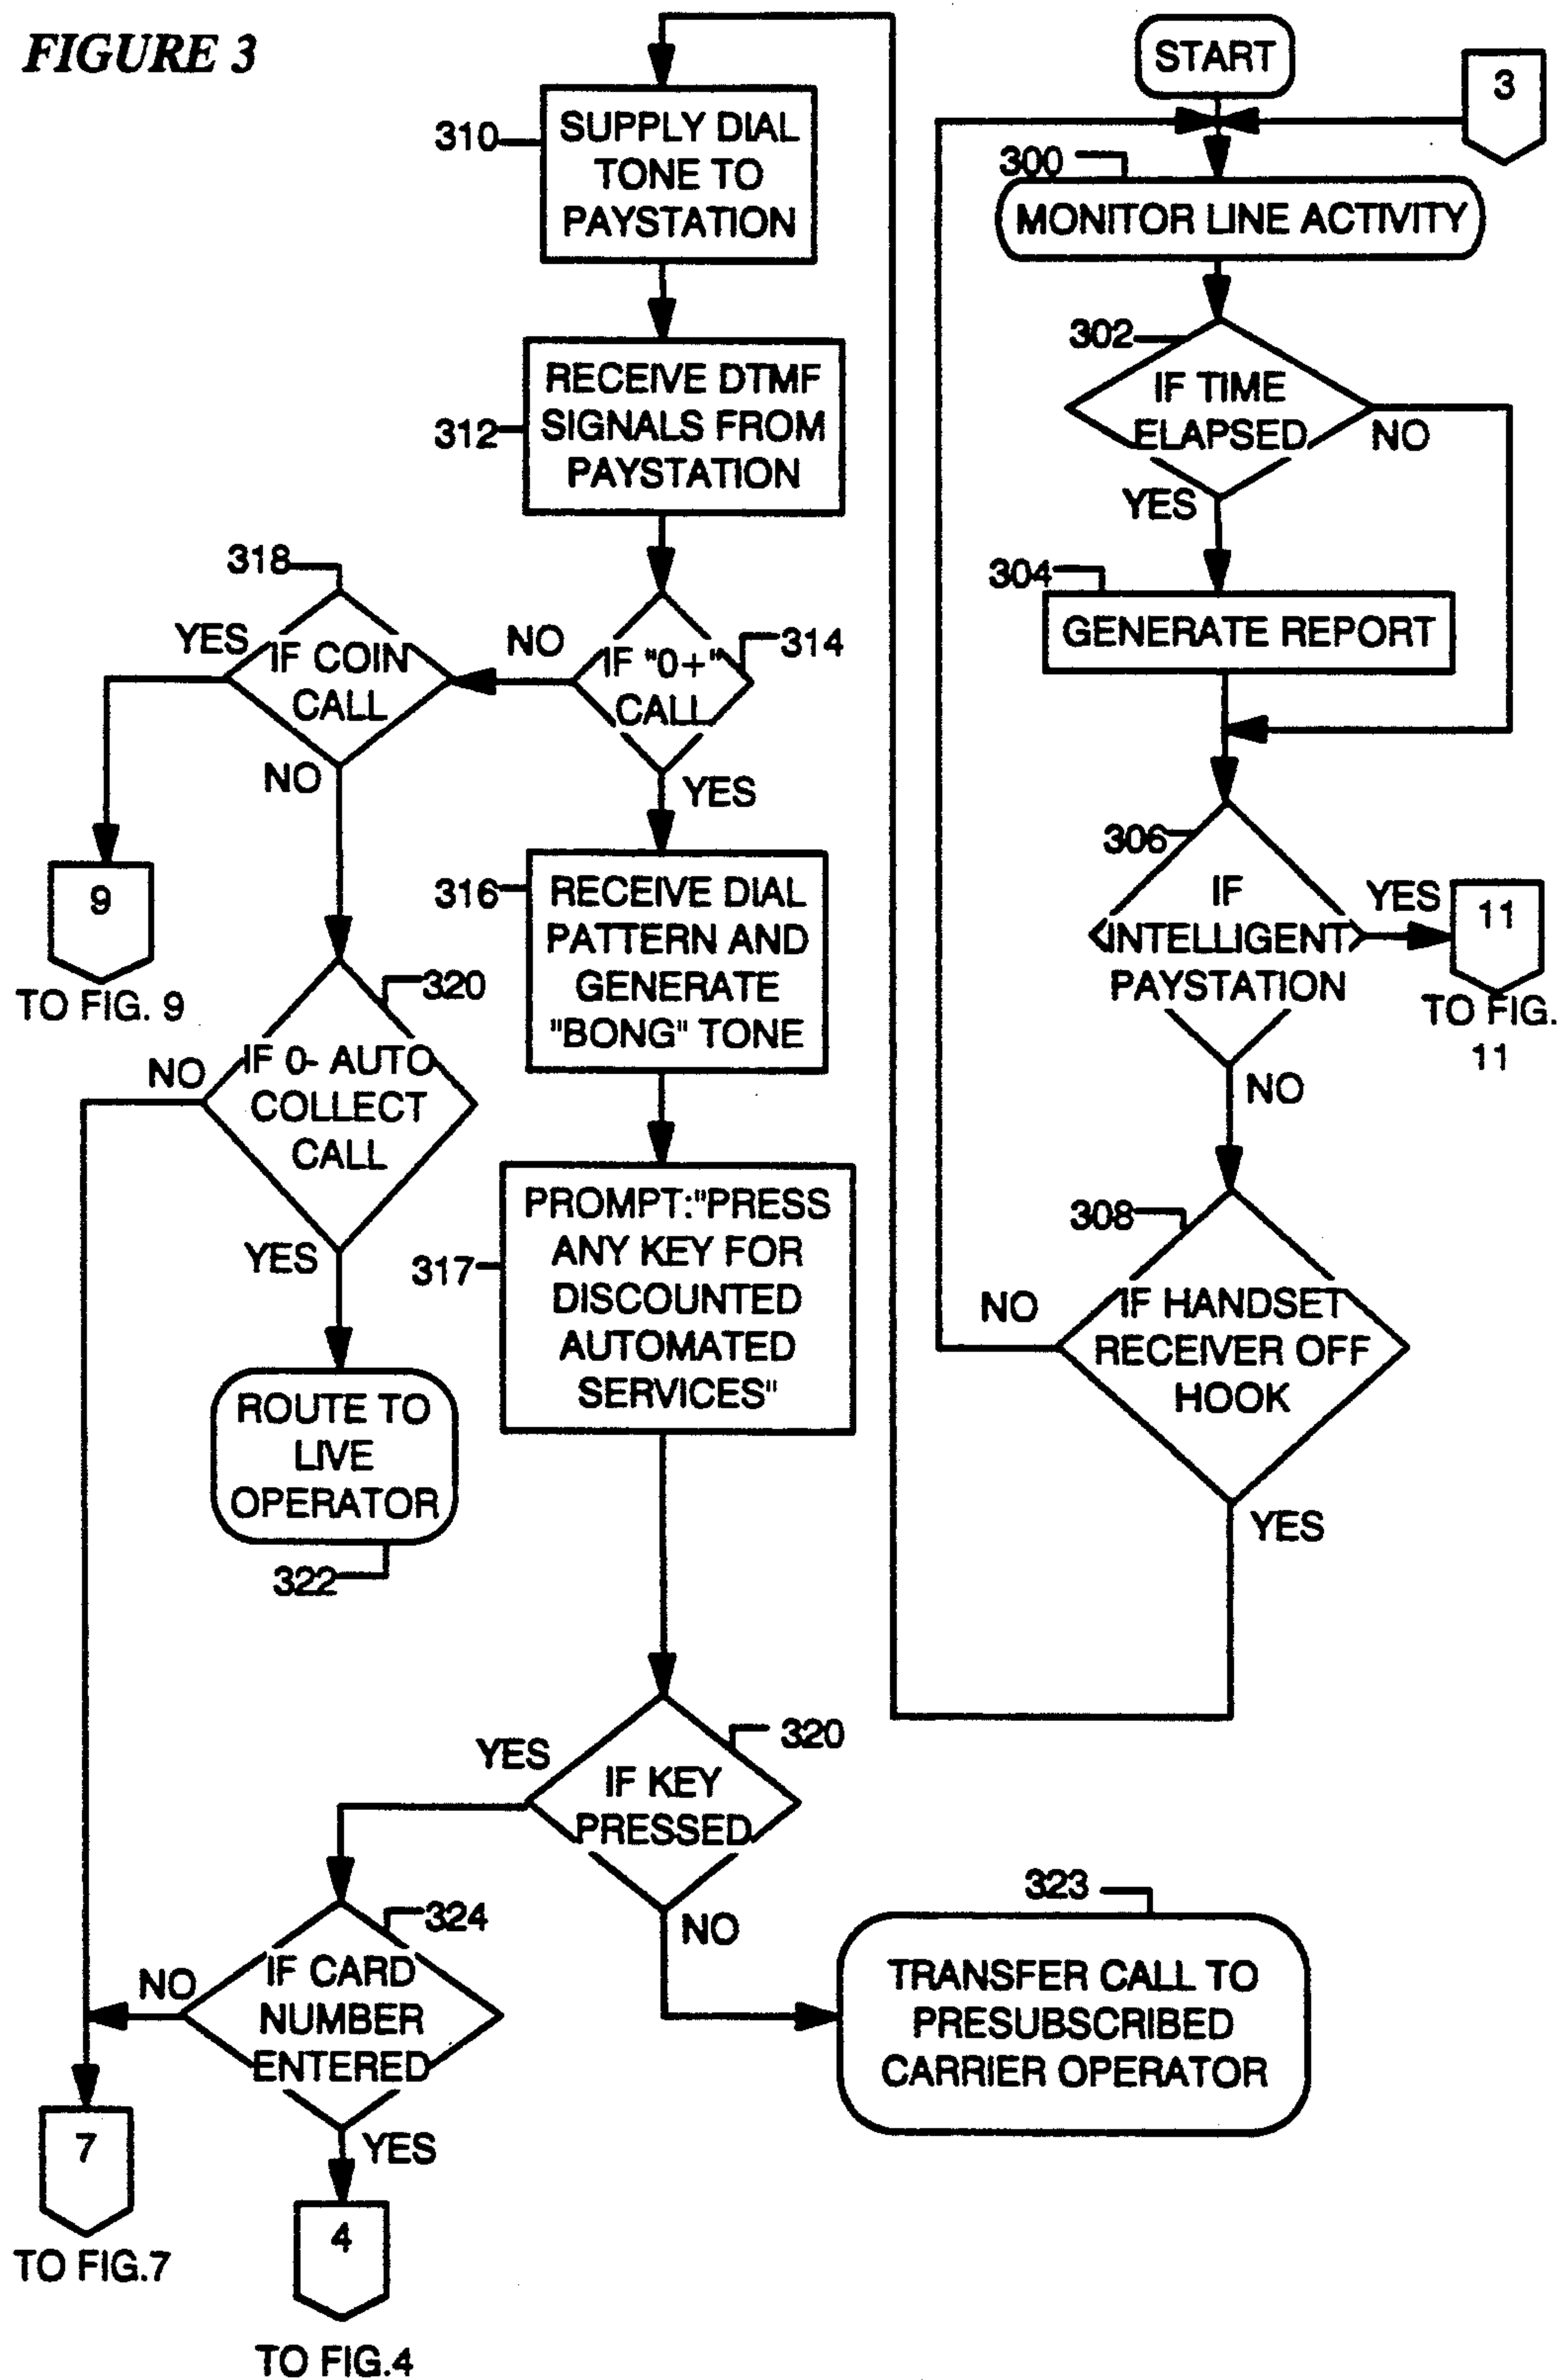 FIGURE 3
START
3
300
MONITOR LINE ACTIVITY
302
IF TIME
ELAPSED
NO
YES
304
GENERATE REPORT
306
IF
INTELLIGENT
PAYSTATION
YES
11
TO FIG.
11
NO
308
IF HANDSET
RECEIVER OFF
HOOK
NO
YES
310
SUPPLY DIAL
TONE TO
PAYSTATION
312
RECEIVE DTMF
SIGNALS FROM
PAYSTATION
314
IF "0+"
CALL
NO
YES
318
IF COIN
CALL
YES
NO
9
TO FIG. 9
320
IF 0- AUTO
COLLECT
CALL
NO
YES
ROUTE TO
LIVE
OPERATOR
322
316
RECEIVE DIAL
PATTERN AND
GENERATE
"BONG" TONE
317
PROMPT:"PRESS
ANY KEY FOR
DISCOUNTED
AUTOMATED
SERVICES"
320
IF KEY
PRESSED
YES
NO
323
TRANSFER CALL TO
PRESUBSCRIBED
CARRIER OPERATOR
324
IF CARD
NUMBER
ENTERED
NO
YES
7
TO FIG.7
4
TO FIG.4